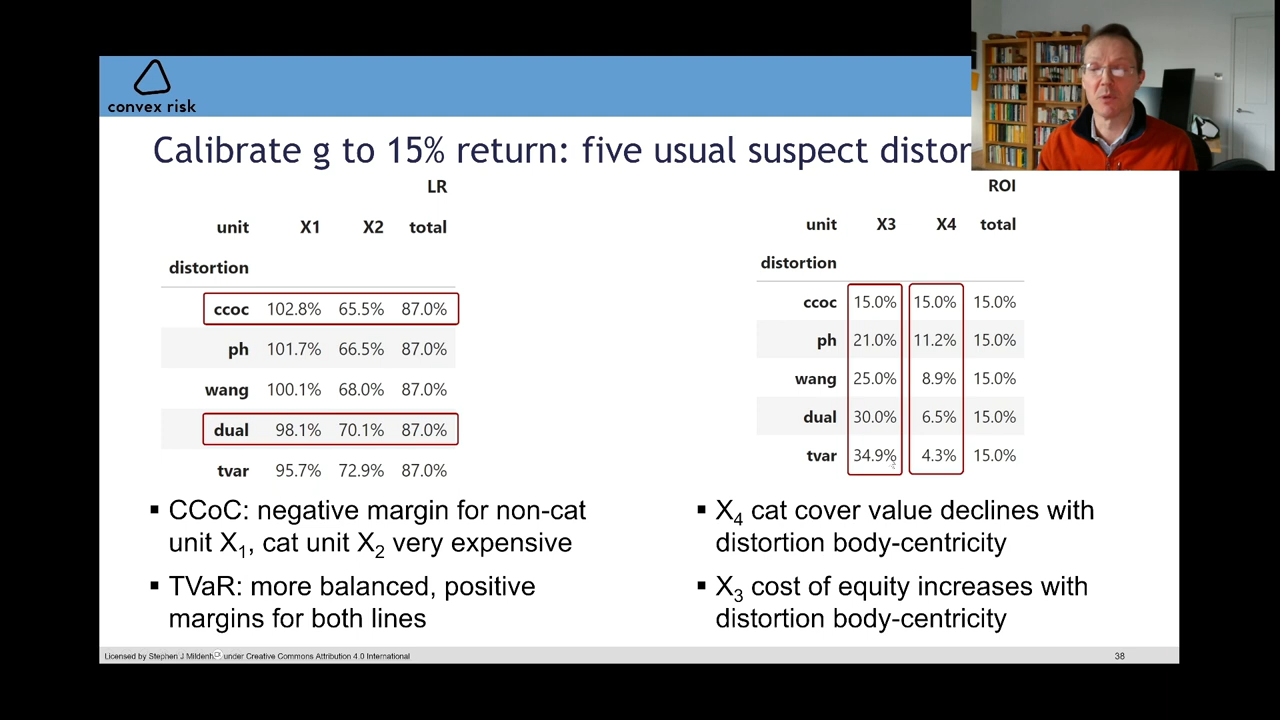 convex risk
Calibrate g to 15% return: five usual suspect distor
LR
unit X1 X2 total
distortion
ccoc 102.8% 65.5% 87.0%
ph 101.7% 66.5% 87.0%
wang 100.1% 68.0% 87.0%
dual 98.1% 70.1% 87.0%
tvar 95.7% 72.9% 87.0%
▪ CCoC: negative margin for non-cat
unit X₁, cat unit X₂ very expensive
▪ TVaR: more balanced, positive
margins for both lines
ROI
unit X3 X4 total
distortion
ccoc 15.0% 15.0% 15.0%
ph 21.0% 11.2% 15.0%
wang 25.0% 8.9% 15.0%
dual 30.0% 6.5% 15.0%
tvar 34.9% 4.3% 15.0%
▪ X₄ cat cover value declines with
distortion body-centricity
▪ X₃ cost of equity increases with
distortion body-centricity
Licensed by Stephen J under Creative Commons Attribution 4.0 International
38